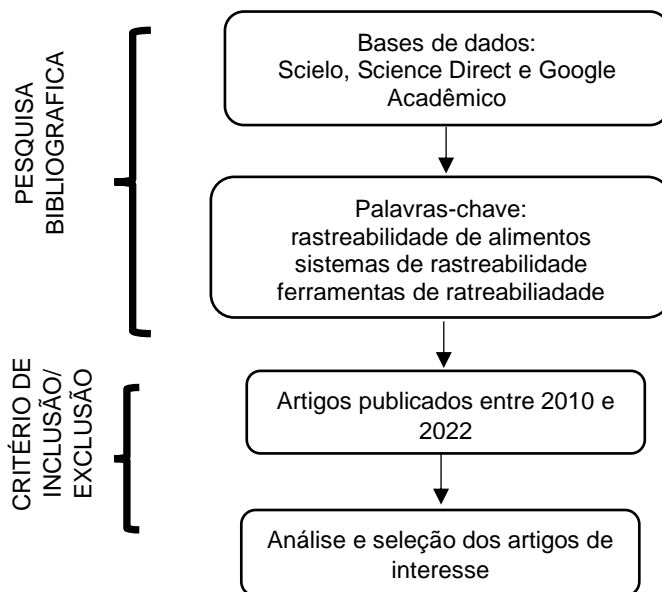 PESQUISA
BIBLIOGRAFICA
Bases de dados:
Scielo, Science Direct e Google
Acadêmico
Palavras-chave:
rastreabilidade de alimentos
sistemas de rastreabilidade
ferramentas de ratreabiliadade
CRITÉRIO DE
INCLUSÃO/
EXCLUSÃO
Artigos publicados entre 2010 e
2022
Análise e seleção dos artigos de
interesse